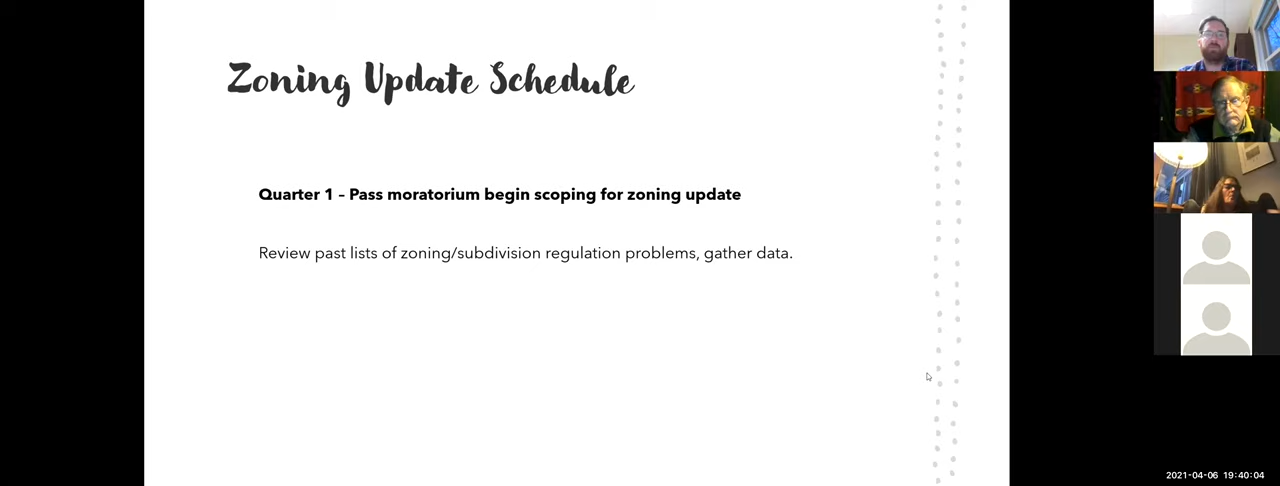 Zoning Update Schedule
Quarter 1 – Pass moratorium begin scoping for zoning update
Review past lists of zoning/subdivision regulation problems, gather data.
2021-04-06 19:40:04